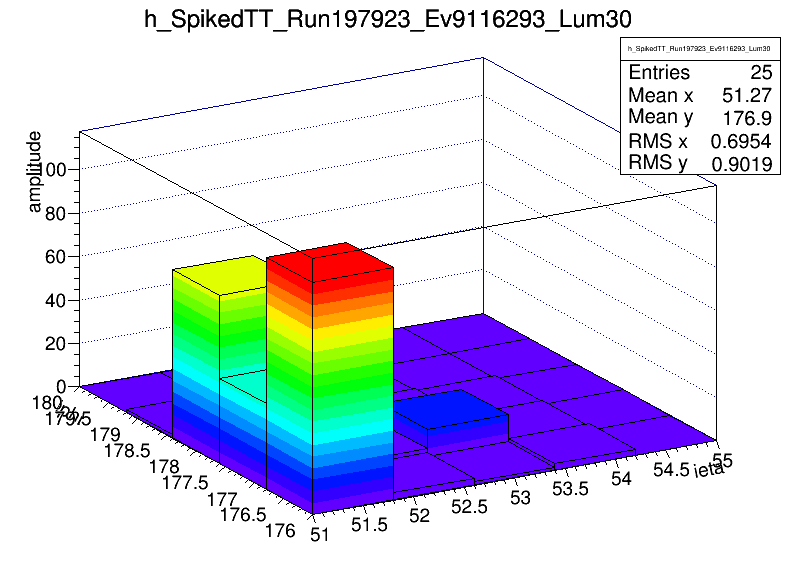 h_SpikedTT_Run197923_Ev9116293_Lum30
h_SpikedTT_Run197923_Ev9116293_Lum30
Entries 25
Mean x 51.27
Mean y 176.9
RMS x 0.6954
RMS y 0.9019
amplitude
100
80
60
40
20
0
180
179.5
179
178.5
178
177.5
177
176.5
176
51
51.5
52
52.5
53
53.5
54
54.5
55
ieta